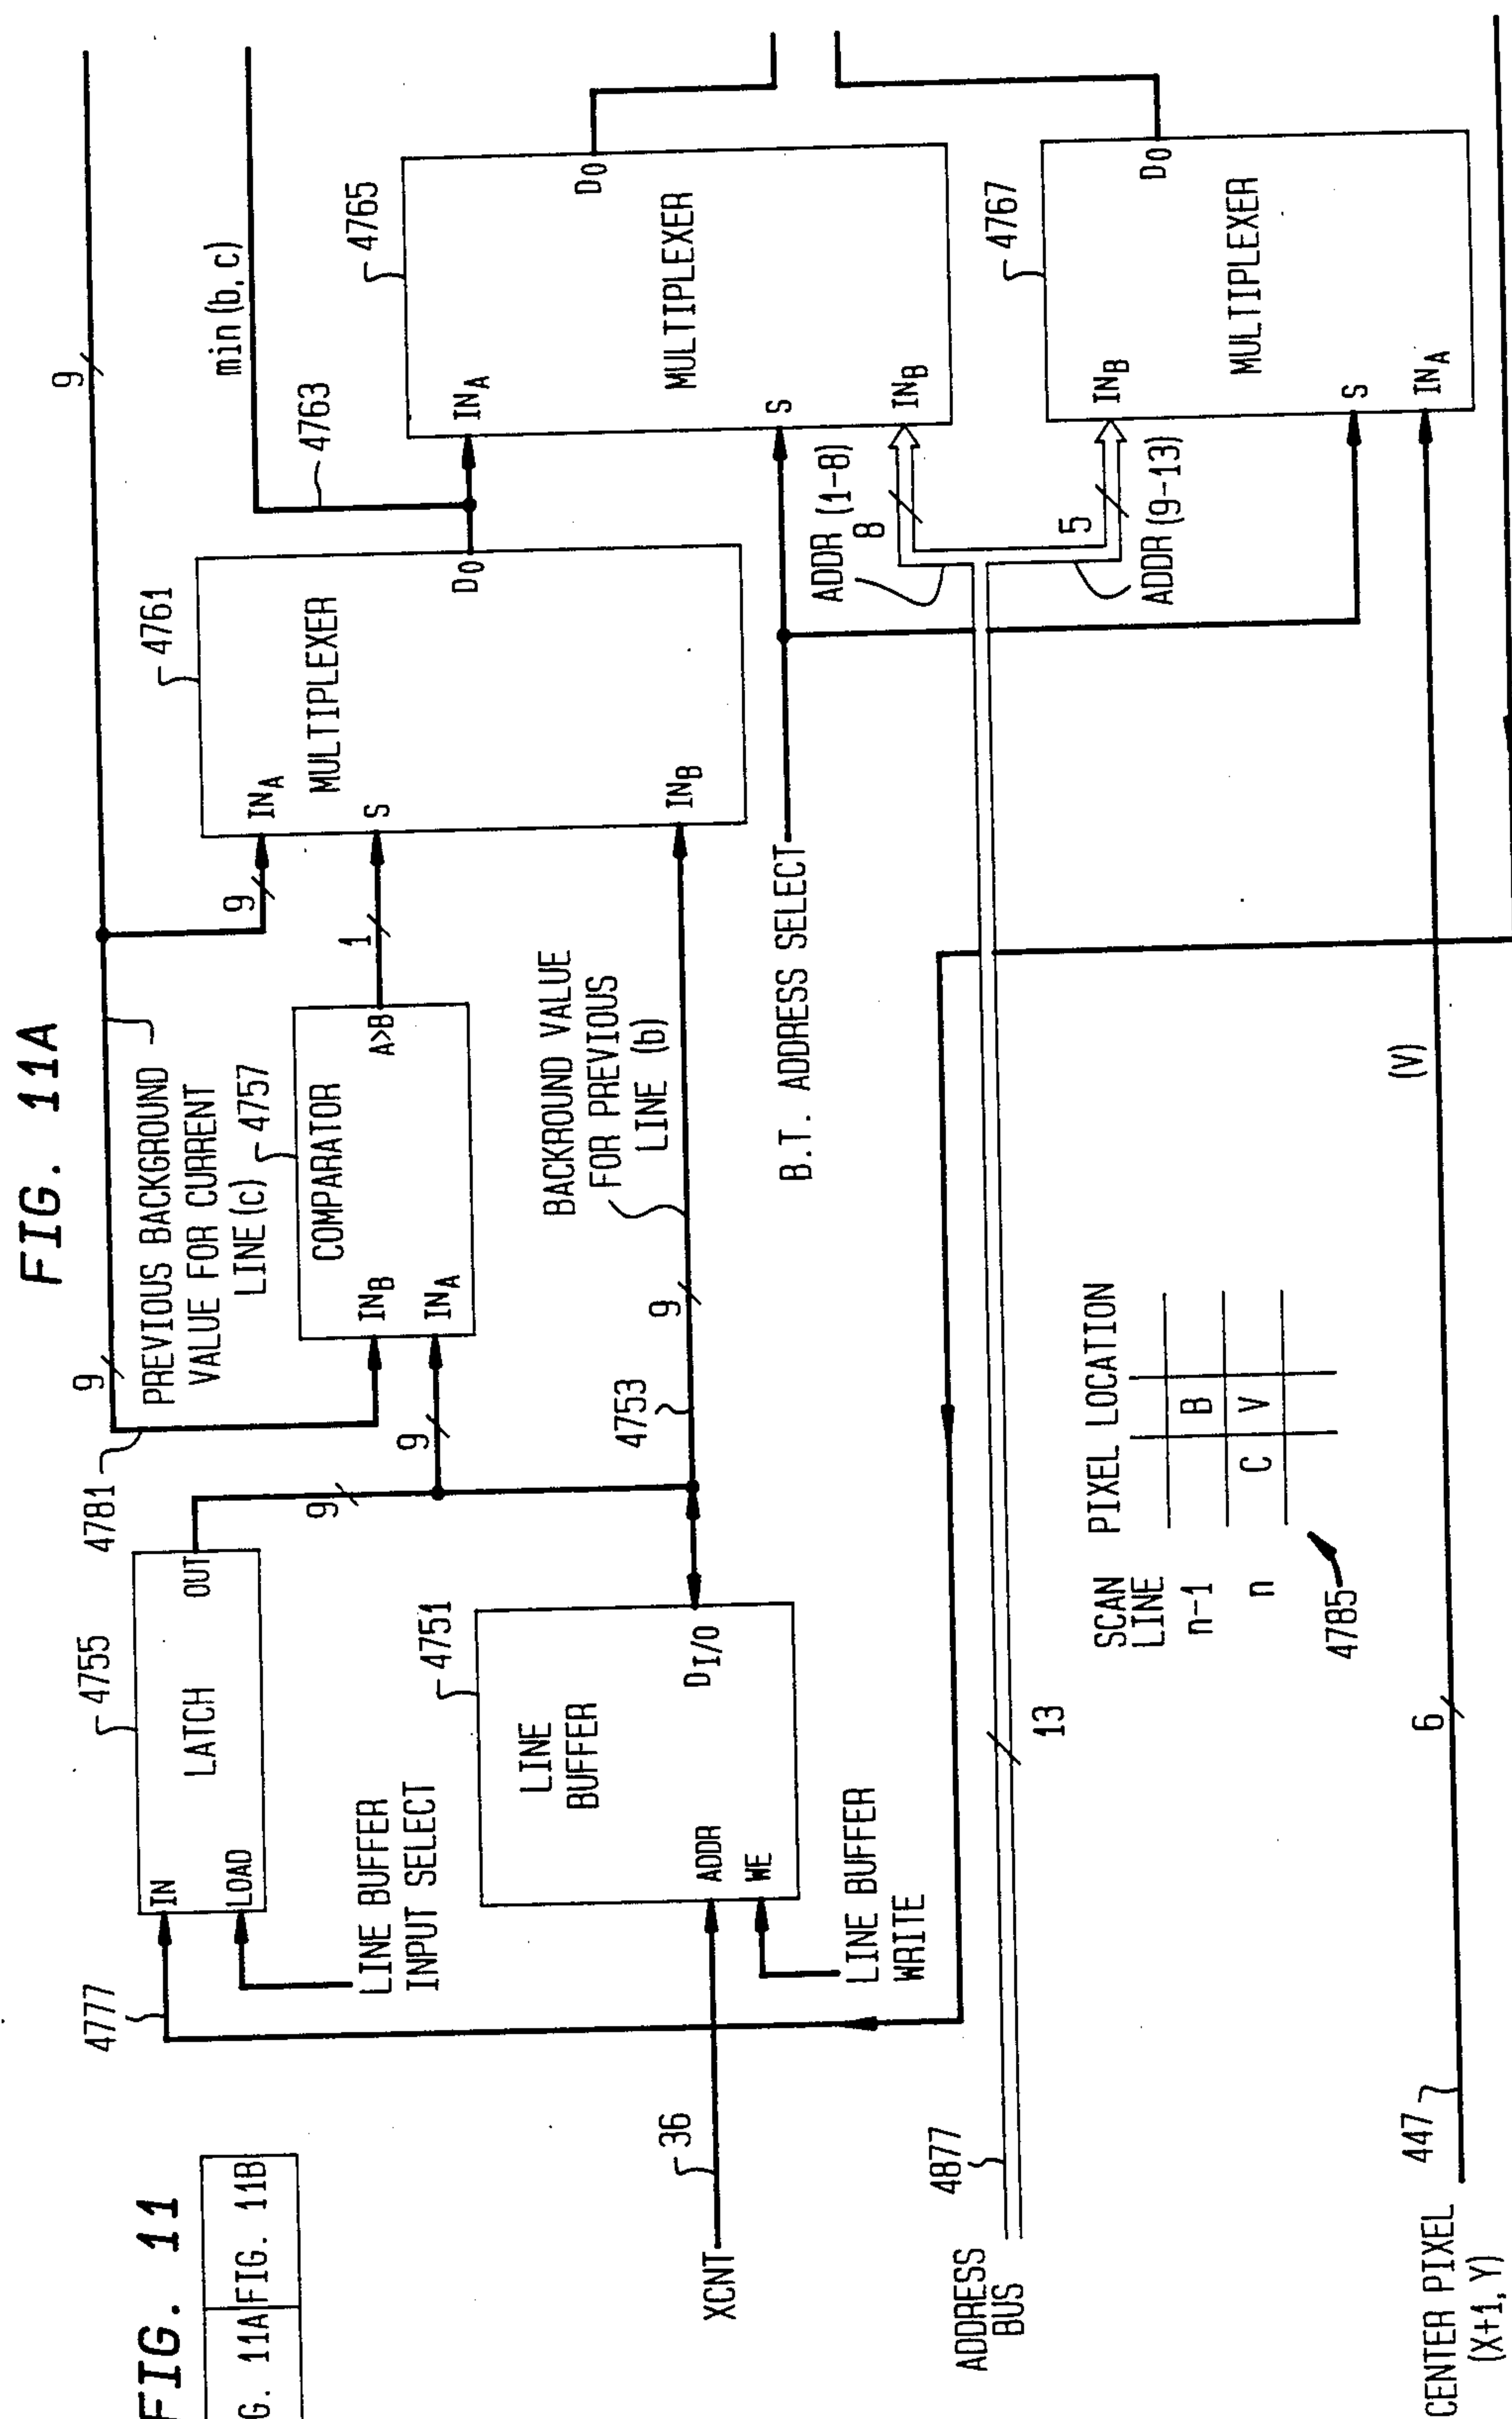 FIG. 11
G. 11A
FIG. 11B
FIG. 11A
9
9
4781
PREVIOUS BACKGROUND
VALUE FOR CURRENT
LINE (c)
4757
COMPARATOR
INB
INA
A>B
1
9
4777
4755
LATCH
IN
OUT
LOAD
9
9
LINE BUFFER
INPUT SELECT
4761
MULTIPLEXER
INA
S
INB
DO
min (b, c)
4763
4751
LINE
BUFFER
DI/O
ADDR
WE
4753
9
BACKROUND VALUE
FOR PREVIOUS
LINE (b)
36
XCNT
LINE BUFFER
WRITE
4765
MULTIPLEXER
INA
S
INB
DO
B.T. ADDRESS SELECT
ADDR (1-8)
8
5
ADDR (9-13)
4767
MULTIPLEXER
INB
S
INA
DO
4877
ADDRESS
BUS
13
SCAN
LINE
PIXEL LOCATION
n-1
B
n
C
V
4785
447
CENTER PIXEL
(X+1, Y)
6
(V)